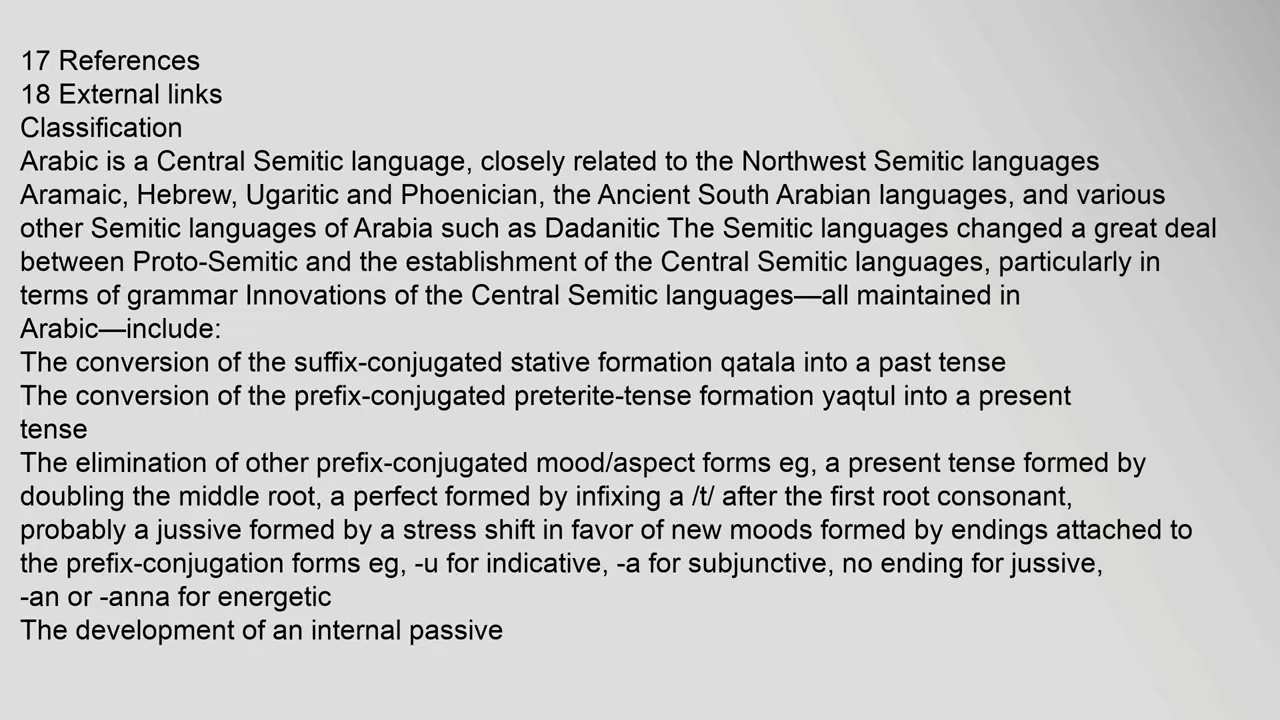 17 References
18 External links
Classification
Arabic is a Central Semitic language, closely related to the Northwest Semitic languages
Aramaic, Hebrew, Ugaritic and Phoenician, the Ancient South Arabian languages, and various
other Semitic languages of Arabia such as Dadanitic The Semitic languages changed a great deal
between Proto-Semitic and the establishment of the Central Semitic languages, particularly in
terms of grammar Innovations of the Central Semitic languages—all maintained in
Arabic—include:
The conversion of the suffix-conjugated stative formation qatala into a past tense
The conversion of the prefix-conjugated preterite-tense formation yaqtul into a present
tense
The elimination of other prefix-conjugated mood/aspect forms eg, a present tense formed by
doubling the middle root, a perfect formed by infixing a /t/ after the first root consonant,
probably a jussive formed by a stress shift in favor of new moods formed by endings attached to
the prefix-conjugation forms eg, -u for indicative, -a for subjunctive, no ending for jussive,
-an or -anna for energetic
The development of an internal passive